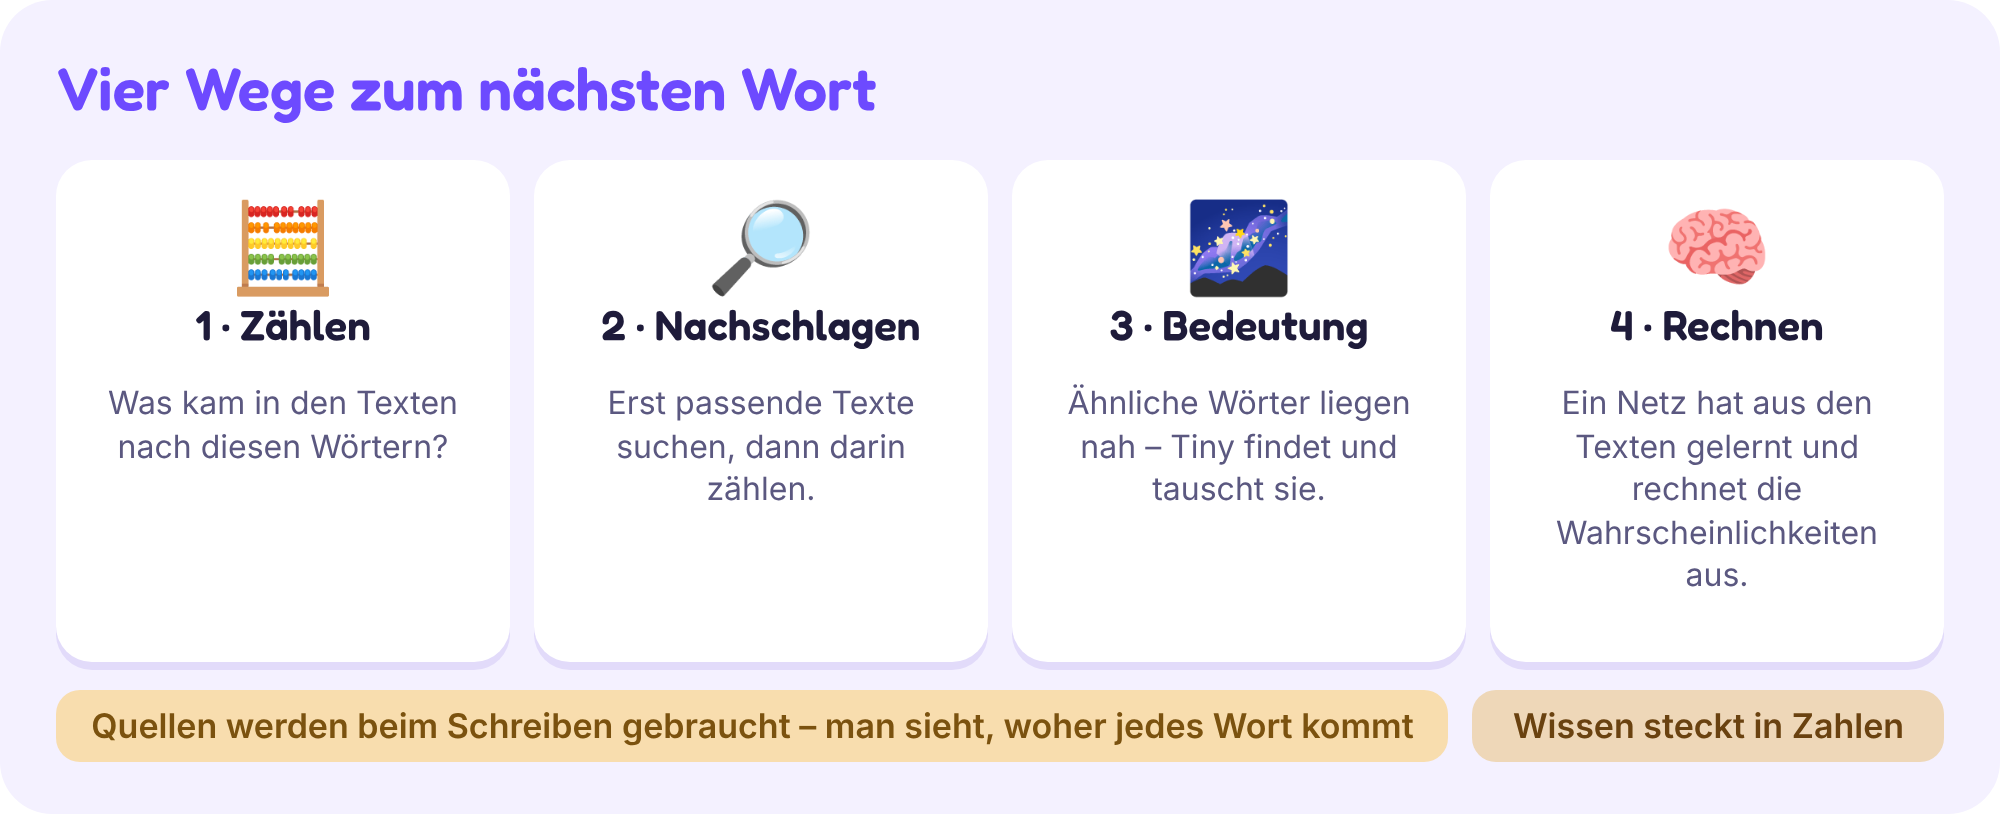 Vier Wege zum nächsten Wort
1 · Zählen
Was kam in den Texten
nach diesen Wörtern?
2 · Nachschlagen
Erst passende Texte
suchen, dann darin
zählen.
3 · Bedeutung
Ähnliche Wörter liegen
nah – Tiny findet und
tauscht sie.
4 · Rechnen
Ein Netz hat aus den
Texten gelernt und
rechnet die
Wahrscheinlichkeiten
aus.
Quellen werden beim Schreiben gebraucht – man sieht, woher jedes Wort kommt
Wissen steckt in Zahlen